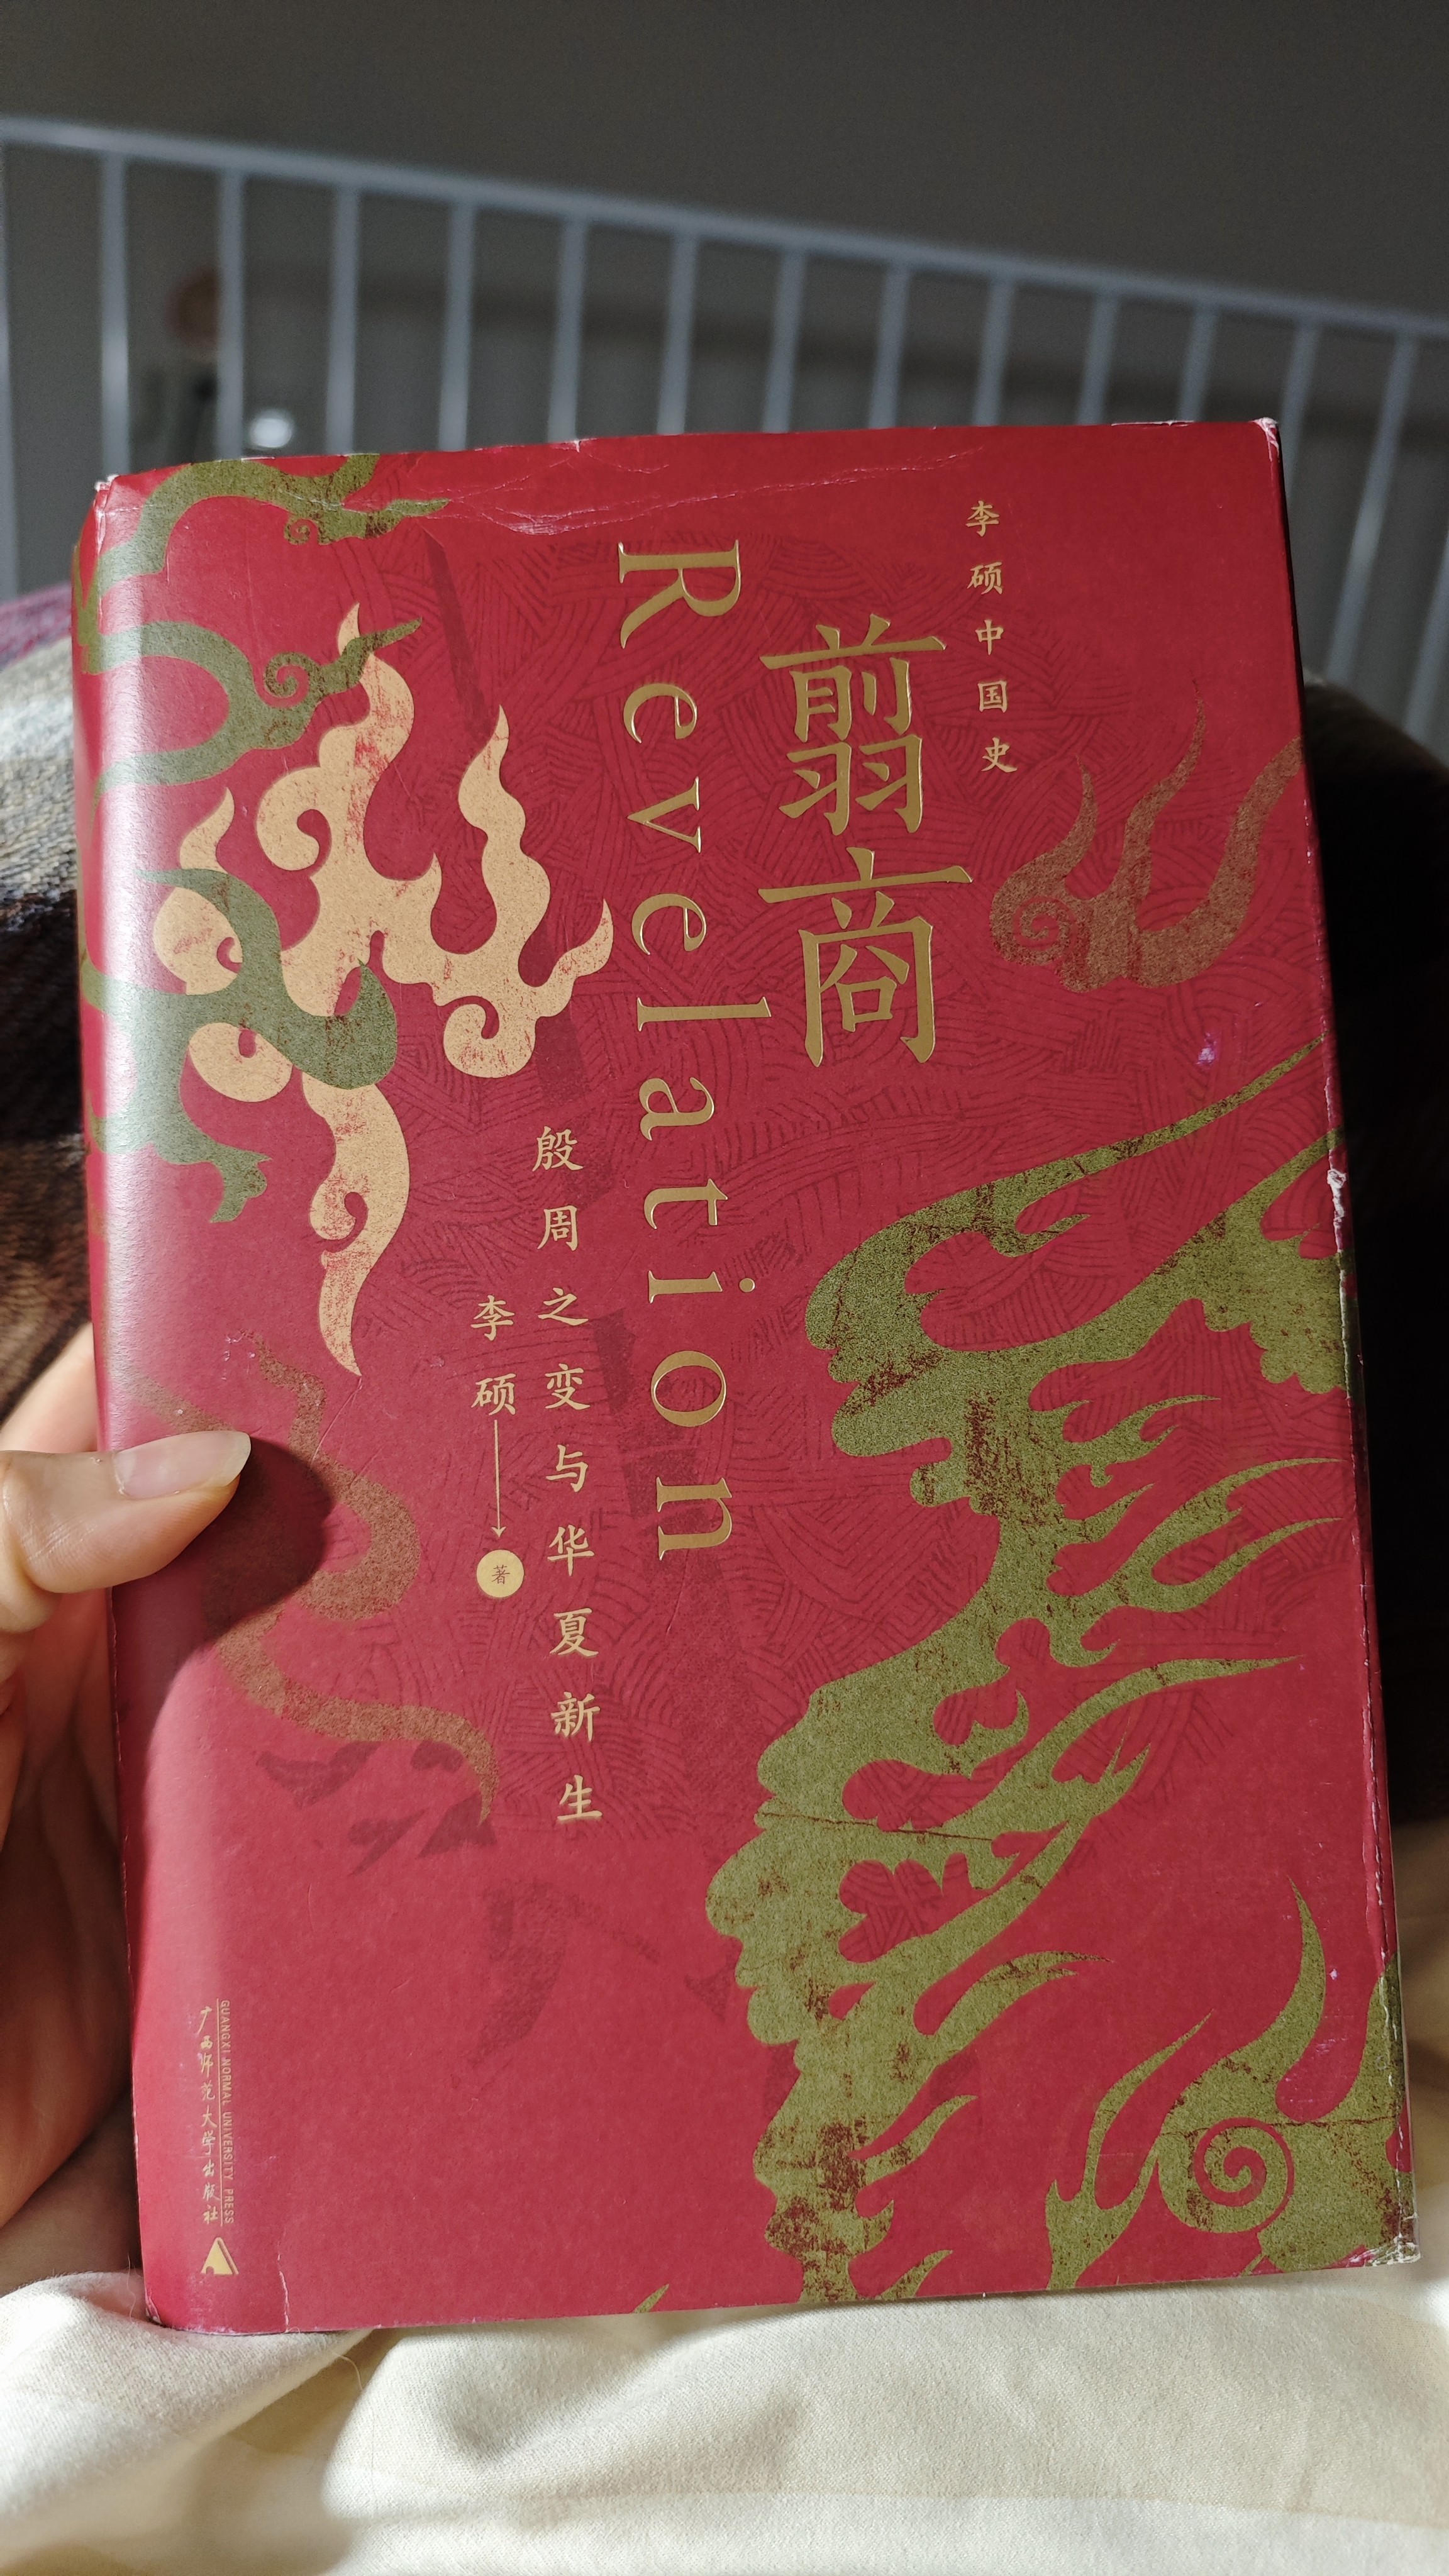 李硕中国史
翦商
Revelation
殷周之变与华夏新生
李硕
著
GUANGXI NORMAL UNIVERSITY PRESS
广西师范大学出版社